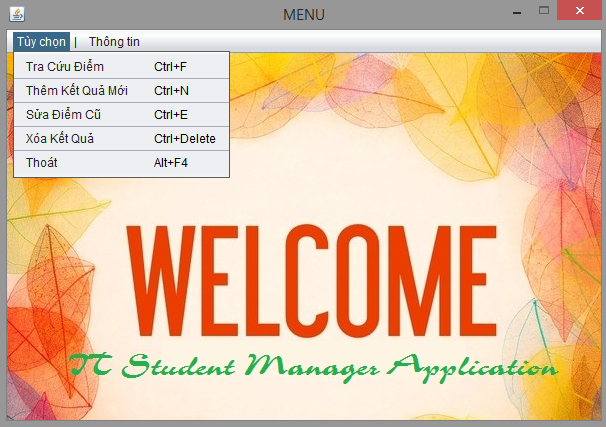 MENU
Tùy chọn | Thông tin
Tra Cứu Điểm Ctrl+F
Thêm Kết Quả Mới Ctrl+N
Sửa Điểm Cũ Ctrl+E
Xóa Kết Quả Ctrl+Delete
Thoát Alt+F4
WELCOME
IT Student Manager Application